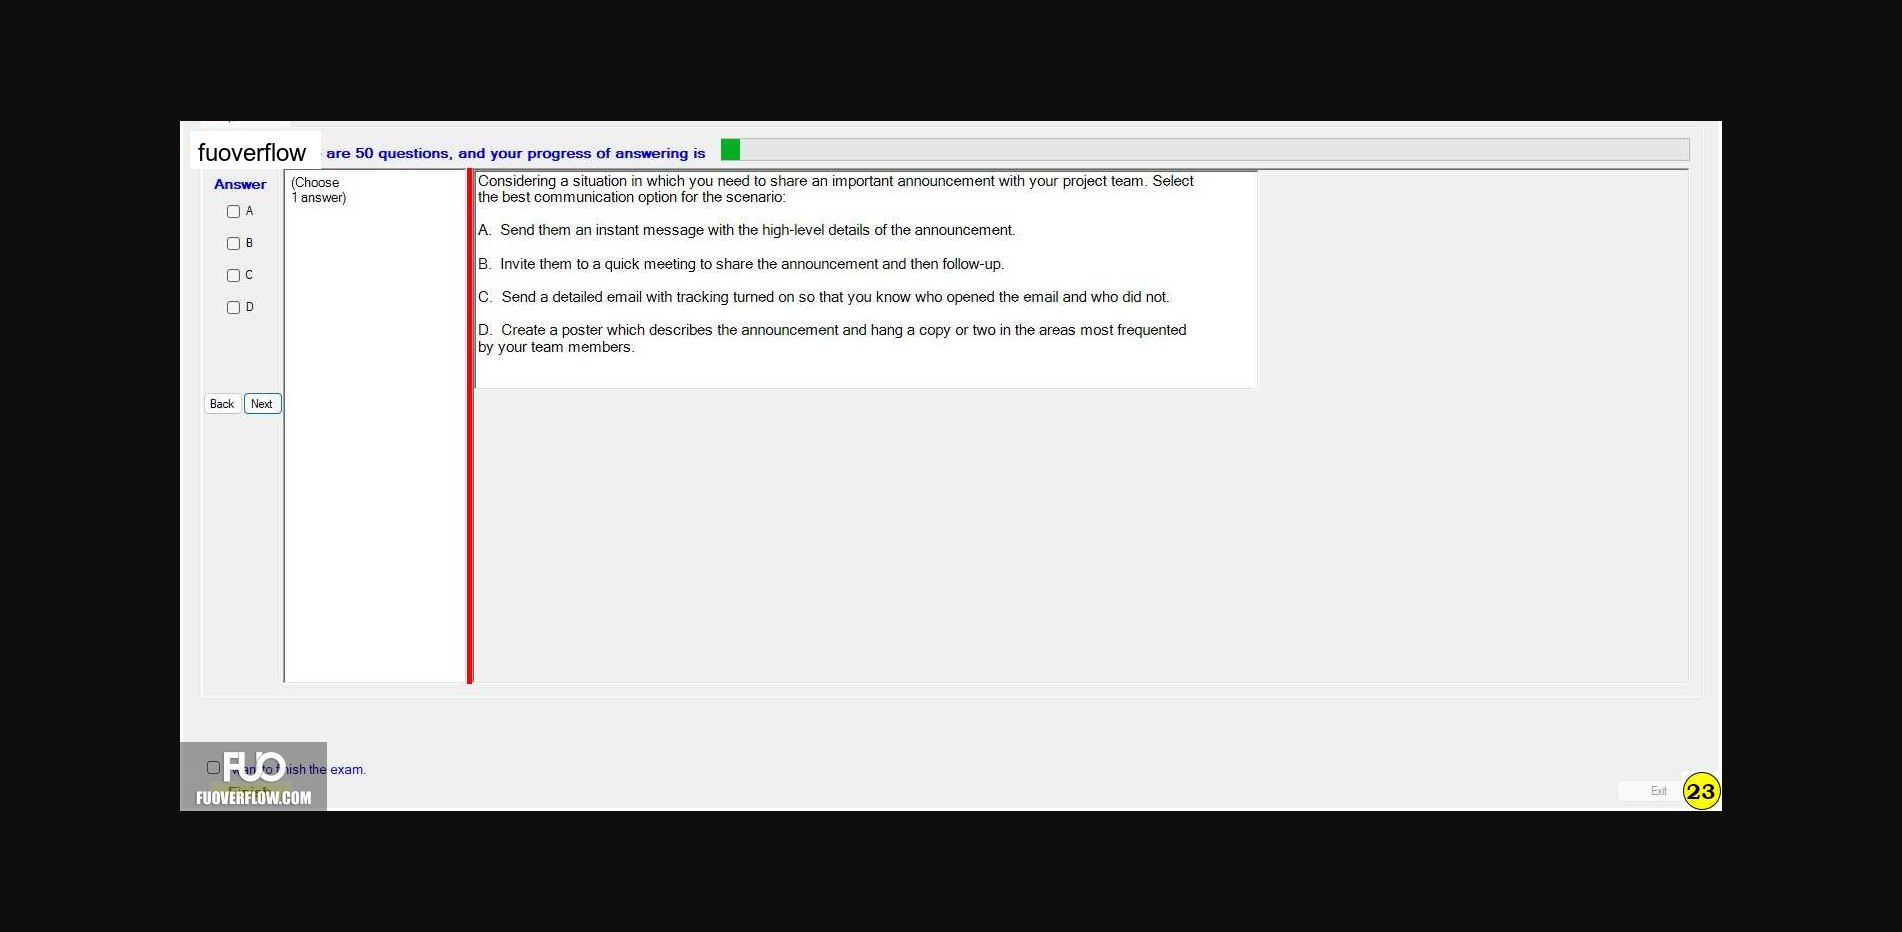 fuoverflow are 50 questions, and your progress of answering is
Answer
A
B
C
D
Back Next
(Choose
1 answer)
Considering a situation in which you need to share an important announcement with your project team. Select
the best communication option for the scenario:
A. Send them an instant message with the high-level details of the announcement.
B. Invite them to a quick meeting to share the announcement and then follow-up.
C. Send a detailed email with tracking turned on so that you know who opened the email and who did not.
D. Create a poster which describes the announcement and hang a copy or two in the areas most frequented
by your team members.
FUO
want to finish the exam.
Finish
FUOVERFLOW.COM
Exit
23